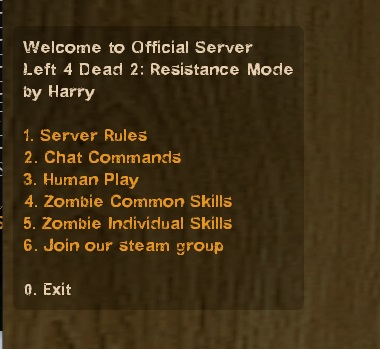 Welcome to Official Server
Left 4 Dead 2: Resistance Mode
by Harry
1. Server Rules
2. Chat Commands
3. Human Play
4. Zombie Common Skills
5. Zombie Individual Skills
6. Join our steam group
0. Exit